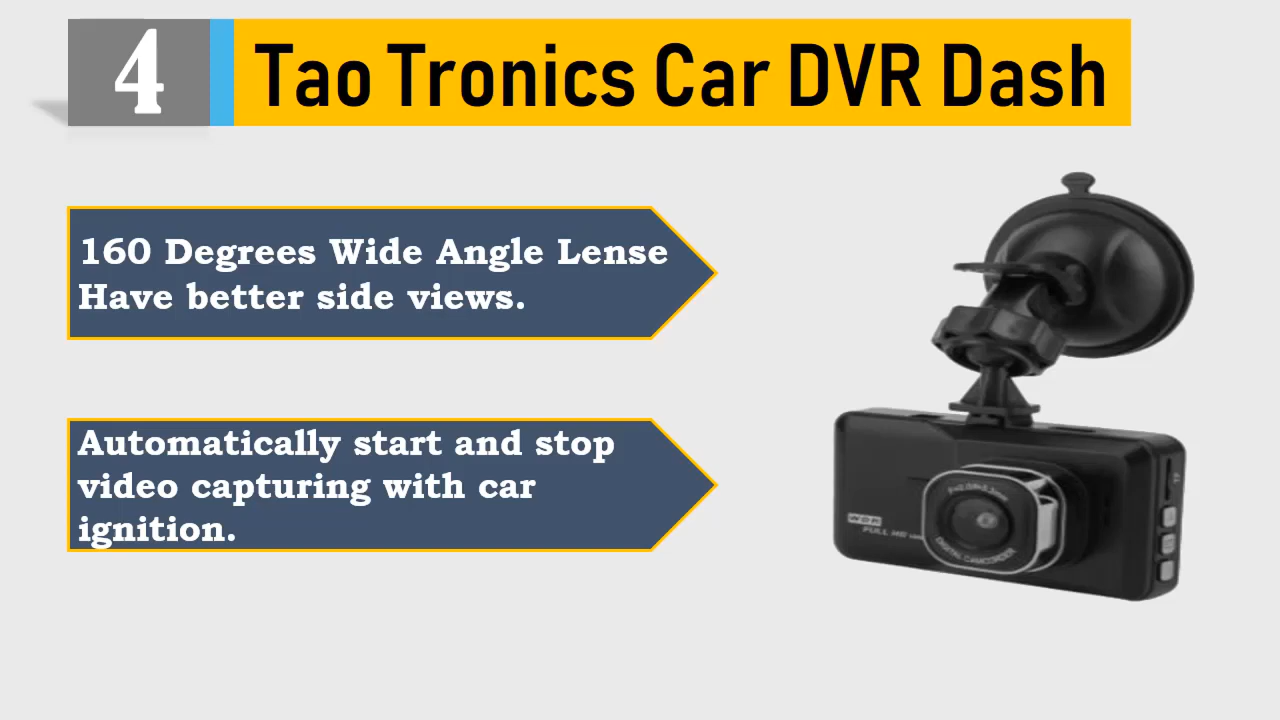 4
Tao Tronics Car DVR Dash
160 Degrees Wide Angle Lense
Have better side views.
Automatically start and stop
video capturing with car
ignition.
WDR
FULL HD
DIGITAL CAMCORDER